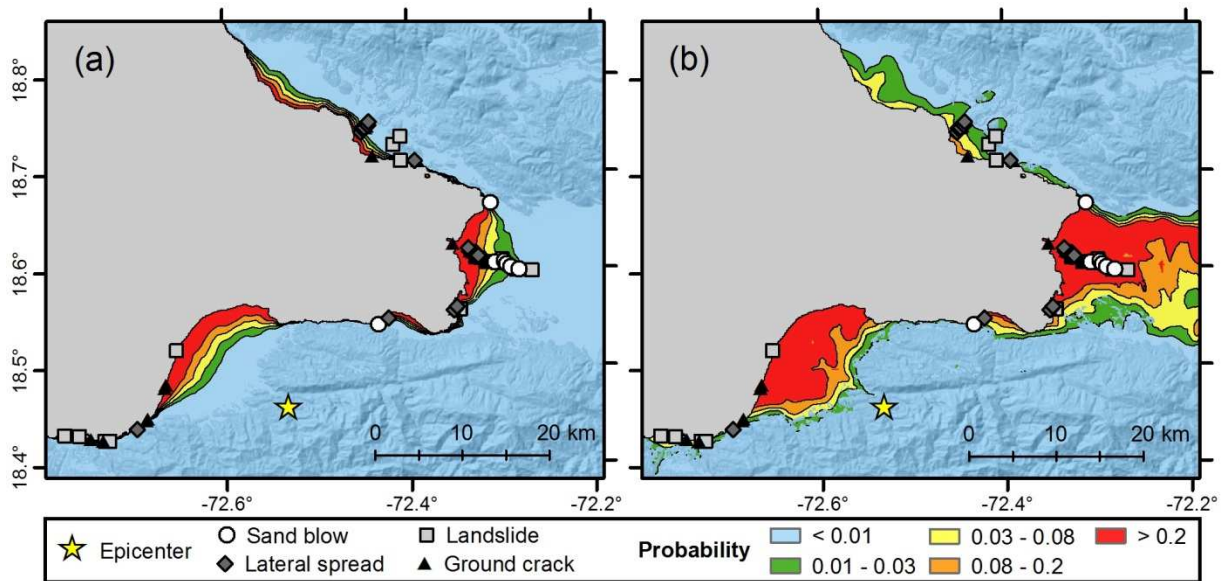 (a)
(b)
18.8°
18.7°
18.6°
18.5°
18.4°
0 10 20 km
0 10 20 km
-72.6° -72.4° -72.2°
-72.6° -72.4° -72.2°
Epicenter
Sand blow
Landslide
Lateral spread
Ground crack
Probability
< 0.01
0.03 - 0.08
> 0.2
0.01 - 0.03
0.08 - 0.2